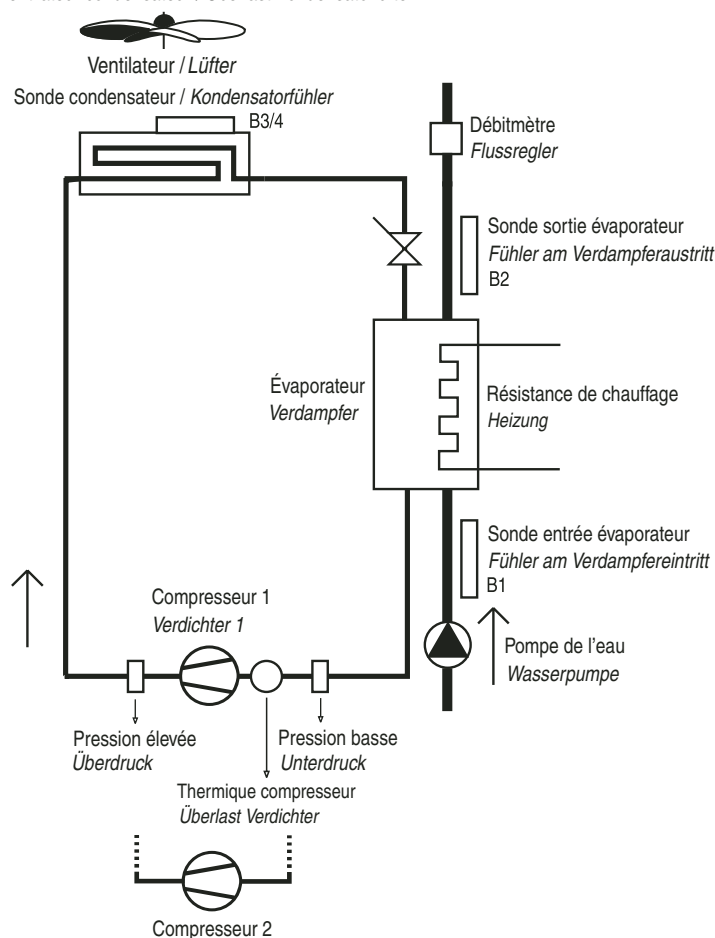 Ventilateur / Lüfter
Sonde condensateur / Kondensatorfühler
B3/4
Débitmètre
Flussregler
Sonde sortie évaporateur
Fühler am Verdampferaustritt
B2
Évaporateur
Verdampfer
Résistance de chauffage
Heizung
Sonde entrée évaporateur
Fühler am Verdampfereintritt
B1
Compresseur 1
Verdichter 1
Pompe de l'eau
Wasserpumpe
Pression élevée
Überdruck
Pression basse
Unterdruck
Thermique compresseur
Überlast Verdichter
Compresseur 2